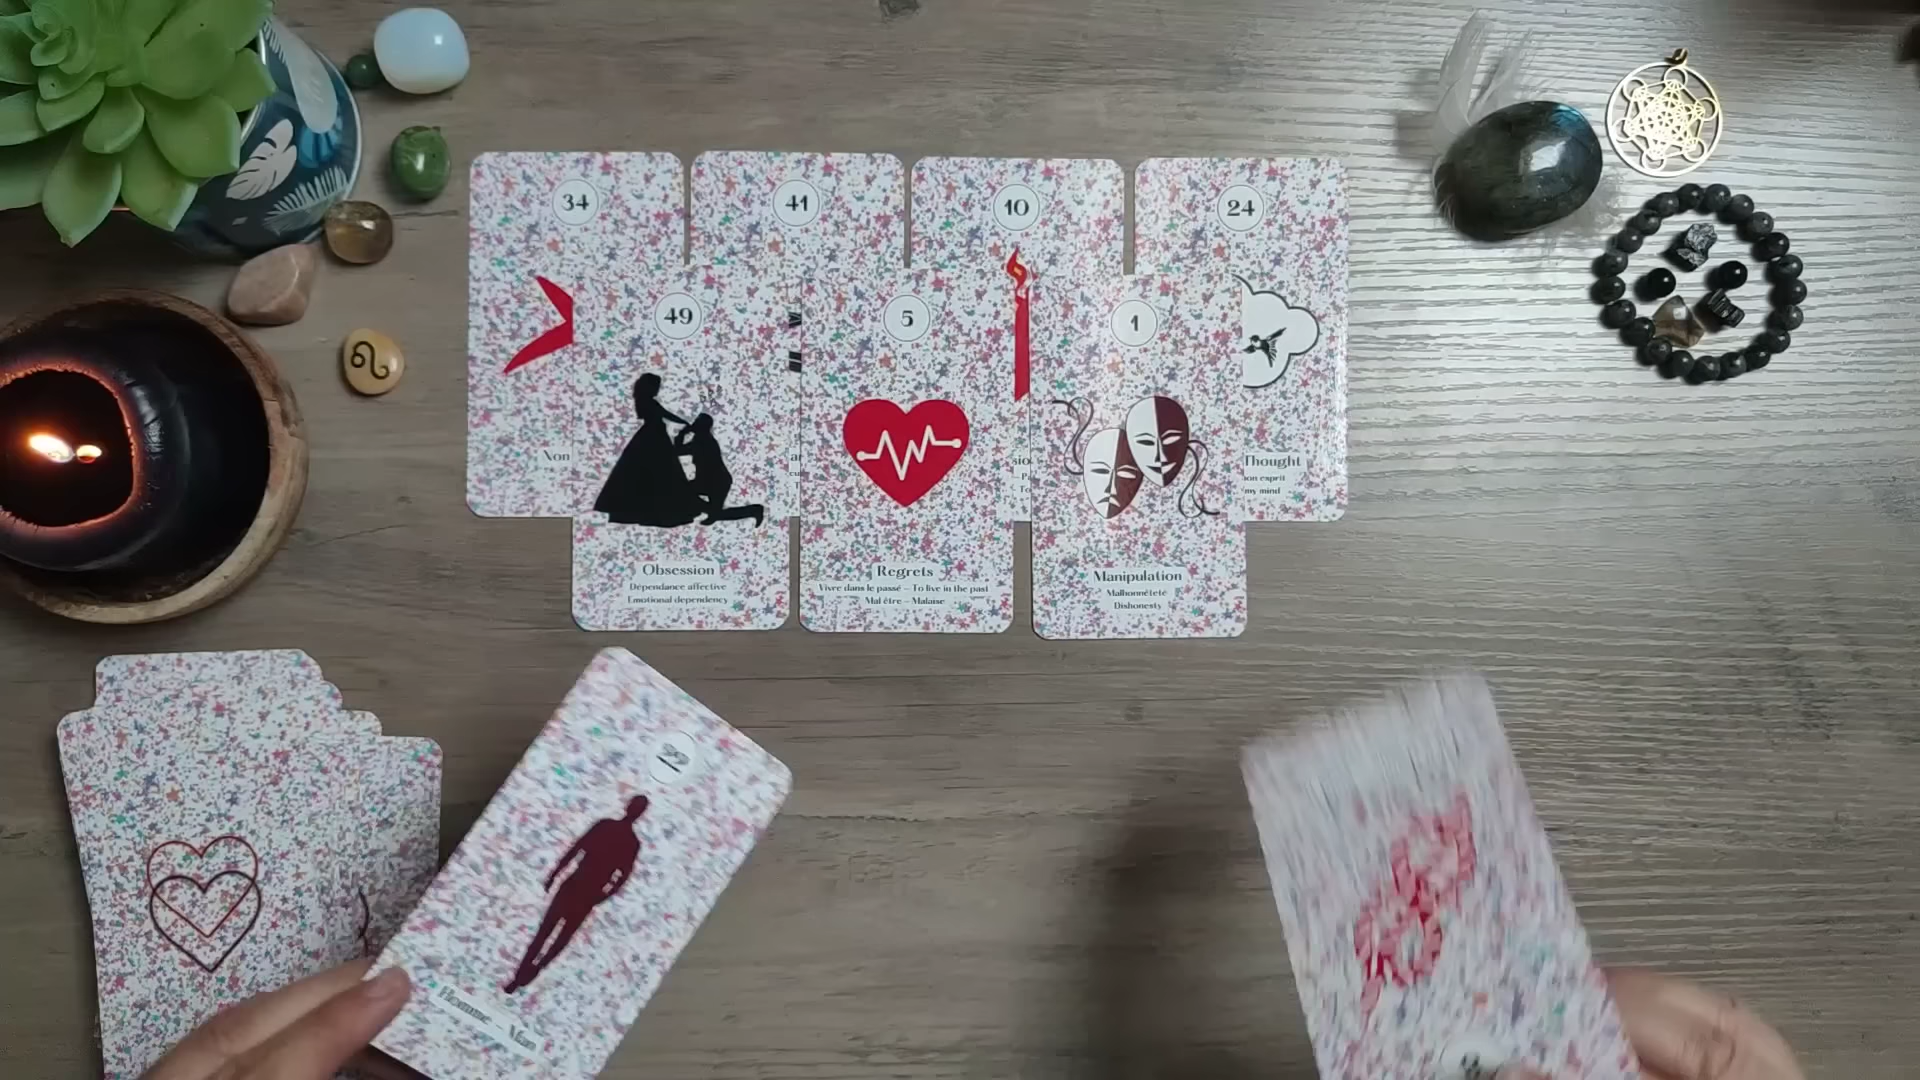 34
41
10
24
49
5
1
Non
Thought
mon esprit
my mind
Obsession
Dépendance affective
Emotional dependency
Regrets
Vivre dans le passé – To live in the past
Mal être – Malaise
Manipulation
Malhonnêteté
Dishonesty
Homme – Man
♌